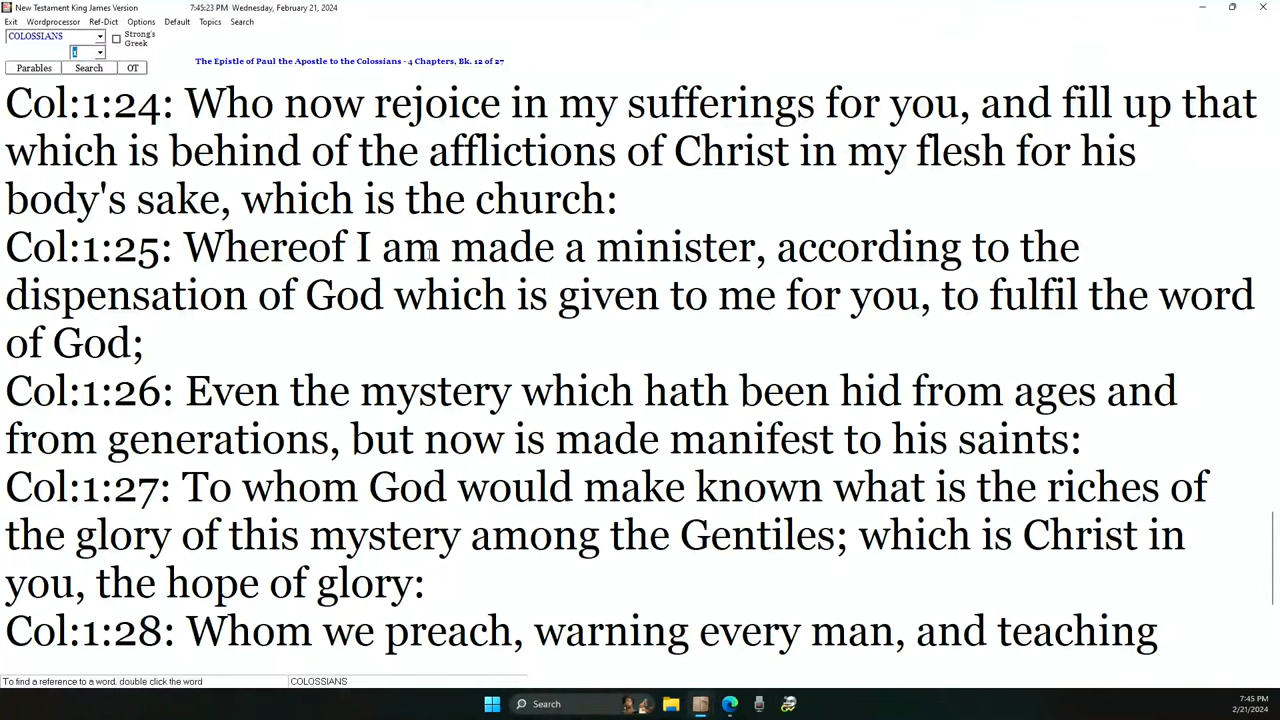 New Testament King James Version 7:45:23 PM Wednesday, February 21, 2024
Exit Wordprocessor Ref-Dict Options Default Topics Search
COLOSSIANS Strong's Greek
1
Parables Search OT
The Epistle of Paul the Apostle to the Colossians - 4 Chapters, Bk. 12 of 27
Col:1:24: Who now rejoice in my sufferings for you, and fill up that
which is behind of the afflictions of Christ in my flesh for his
body's sake, which is the church:
Col:1:25: Whereof I am made a minister, according to the
dispensation of God which is given to me for you, to fulfil the word
of God;
Col:1:26: Even the mystery which hath been hid from ages and
from generations, but now is made manifest to his saints:
Col:1:27: To whom God would make known what is the riches of
the glory of this mystery among the Gentiles; which is Christ in
you, the hope of glory:
Col:1:28: Whom we preach, warning every man, and teaching
To find a reference to a word, double click the word COLOSSIANS
Search
7:45 PM
2/21/2024